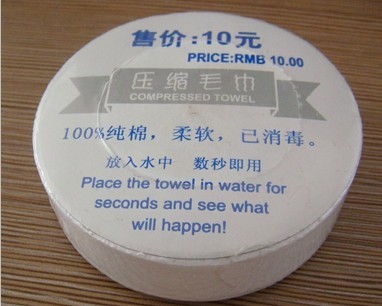 售价:10元
PRICE:RMB 10.00
压缩毛巾
COMPRESSED TOWEL
100%纯棉，柔软，已消毒。
放入水中 数秒即用
Place the towel in water for
seconds and see what
will happen!